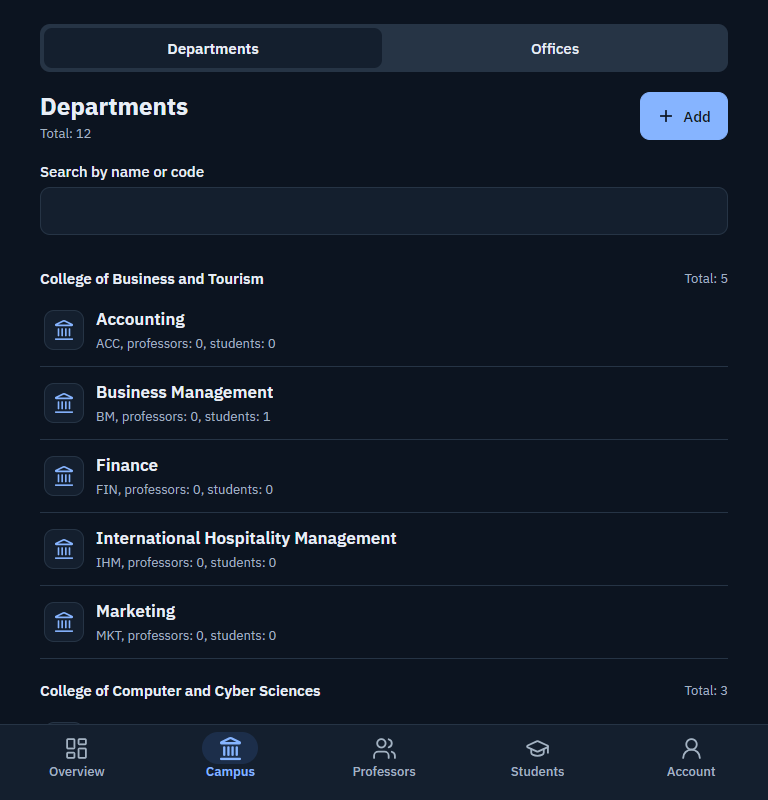 Departments
Offices
Departments
Total: 12
Add
Search by name or code
College of Business and Tourism
Total: 5
Accounting
ACC, professors: 0, students: 0
Business Management
BM, professors: 0, students: 1
Finance
FIN, professors: 0, students: 0
International Hospitality Management
IHM, professors: 0, students: 0
Marketing
MKT, professors: 0, students: 0
College of Computer and Cyber Sciences
Total: 3
Overview
Campus
Professors
Students
Account